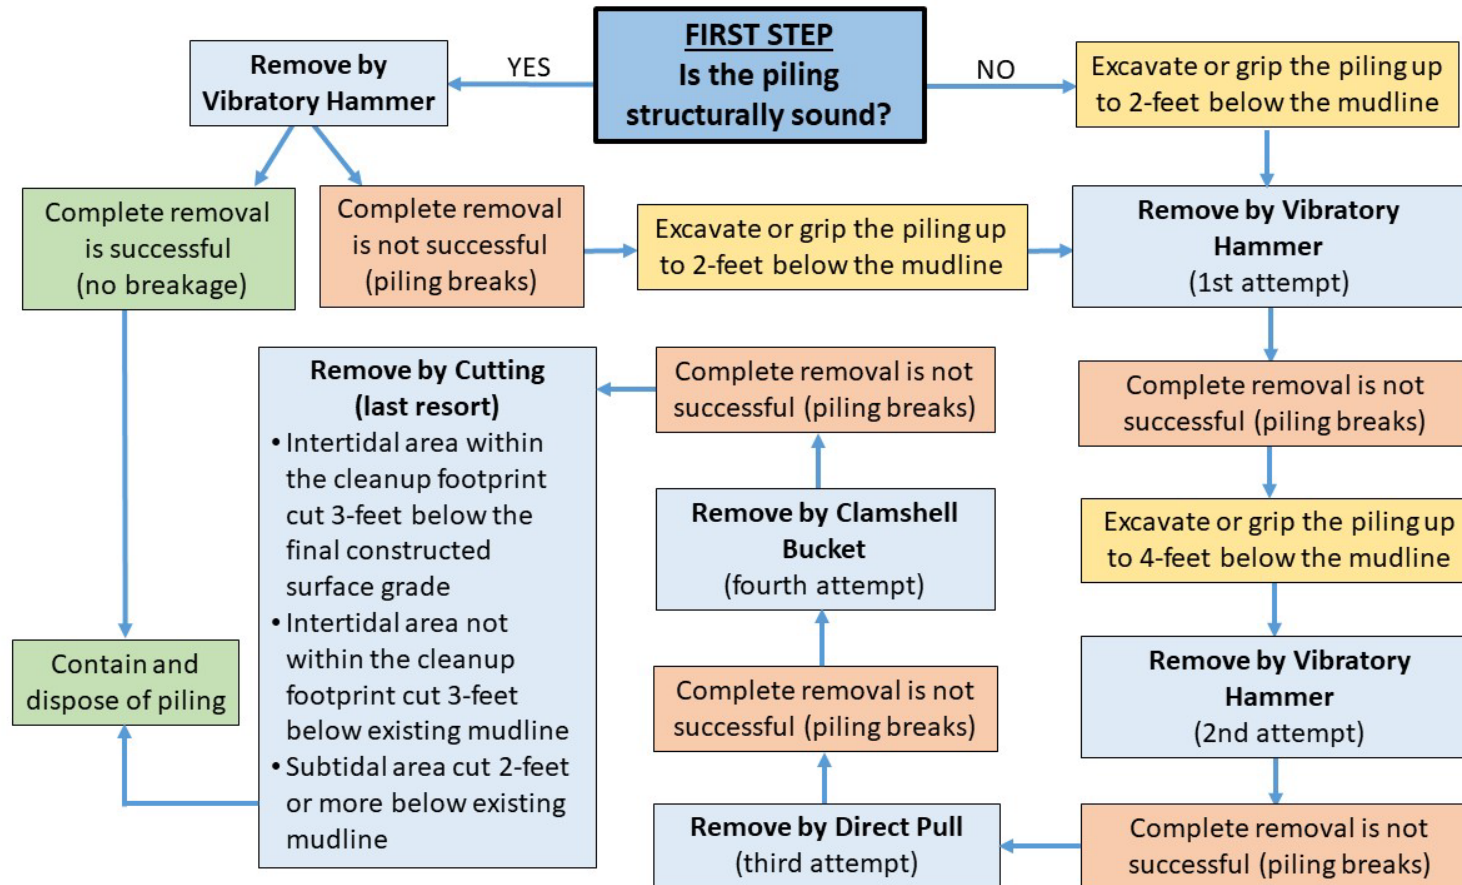 FIRST STEP
Is the piling
structurally sound?
YES
NO
Remove by
Vibratory Hammer
Excavate or grip the piling up
to 2-feet below the mudline
Complete removal
is successful
(no breakage)
Complete removal
is not successful
(piling breaks)
Excavate or grip the piling up
to 2-feet below the mudline
Remove by Vibratory
Hammer
(1st attempt)
Complete removal is not
successful (piling breaks)
Excavate or grip the piling up
to 4-feet below the mudline
Remove by Vibratory
Hammer
(2nd attempt)
Complete removal is not
successful (piling breaks)
Remove by Direct Pull
(third attempt)
Complete removal is not
successful (piling breaks)
Remove by Clamshell
Bucket
(fourth attempt)
Complete removal is not
successful (piling breaks)
Remove by Cutting
(last resort)
• Intertidal area within
the cleanup footprint
cut 3-feet below the
final constructed
surface grade
• Intertidal area not
within the cleanup
footprint cut 3-feet
below existing mudline
• Subtidal area cut 2-feet
or more below existing
mudline
Contain and
dispose of piling